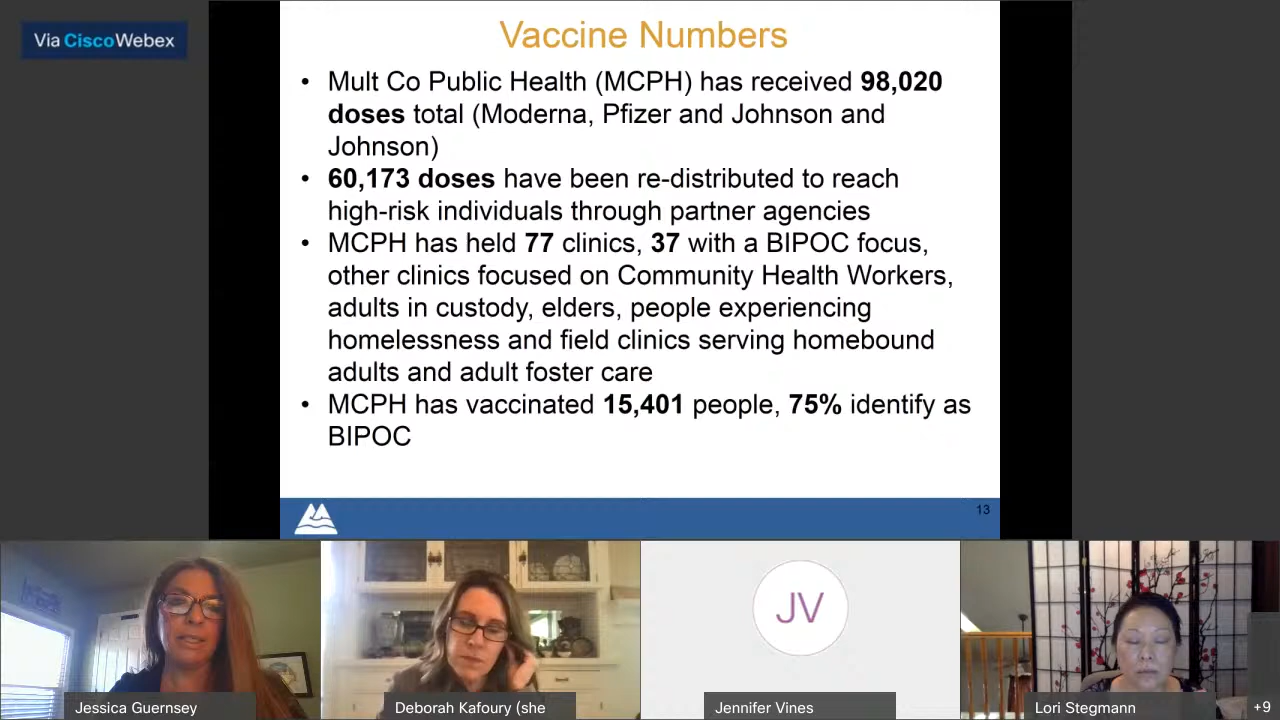 Via CiscoWebex
Vaccine Numbers
• Mult Co Public Health (MCPH) has received 98,020
doses total (Moderna, Pfizer and Johnson and
Johnson)
• 60,173 doses have been re-distributed to reach
high-risk individuals through partner agencies
• MCPH has held 77 clinics, 37 with a BIPOC focus,
other clinics focused on Community Health Workers,
adults in custody, elders, people experiencing
homelessness and field clinics serving homebound
adults and adult foster care
• MCPH has vaccinated 15,401 people, 75% identify as
BIPOC
13
JV
Jessica Guernsey
Deborah Kafoury (she
Jennifer Vines
Lori Stegmann
+9